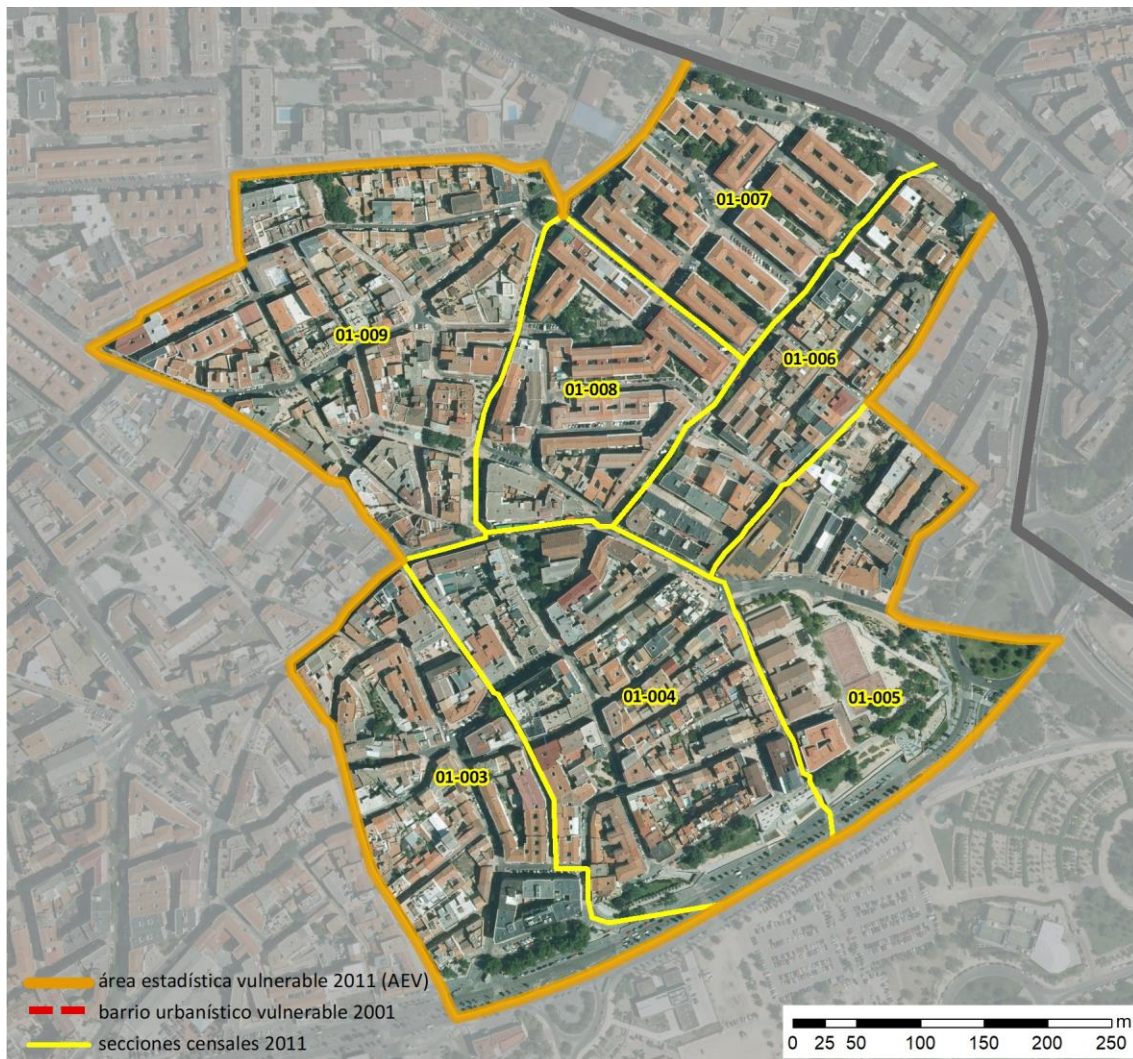 01-007
01-009
01-006
01-008
01-004
01-005
01-003
área estadística vulnerable 2011 (AEV)
barrio urbanístico vulnerable 2001
secciones censales 2011
m
0 25 50 100 150 200 250